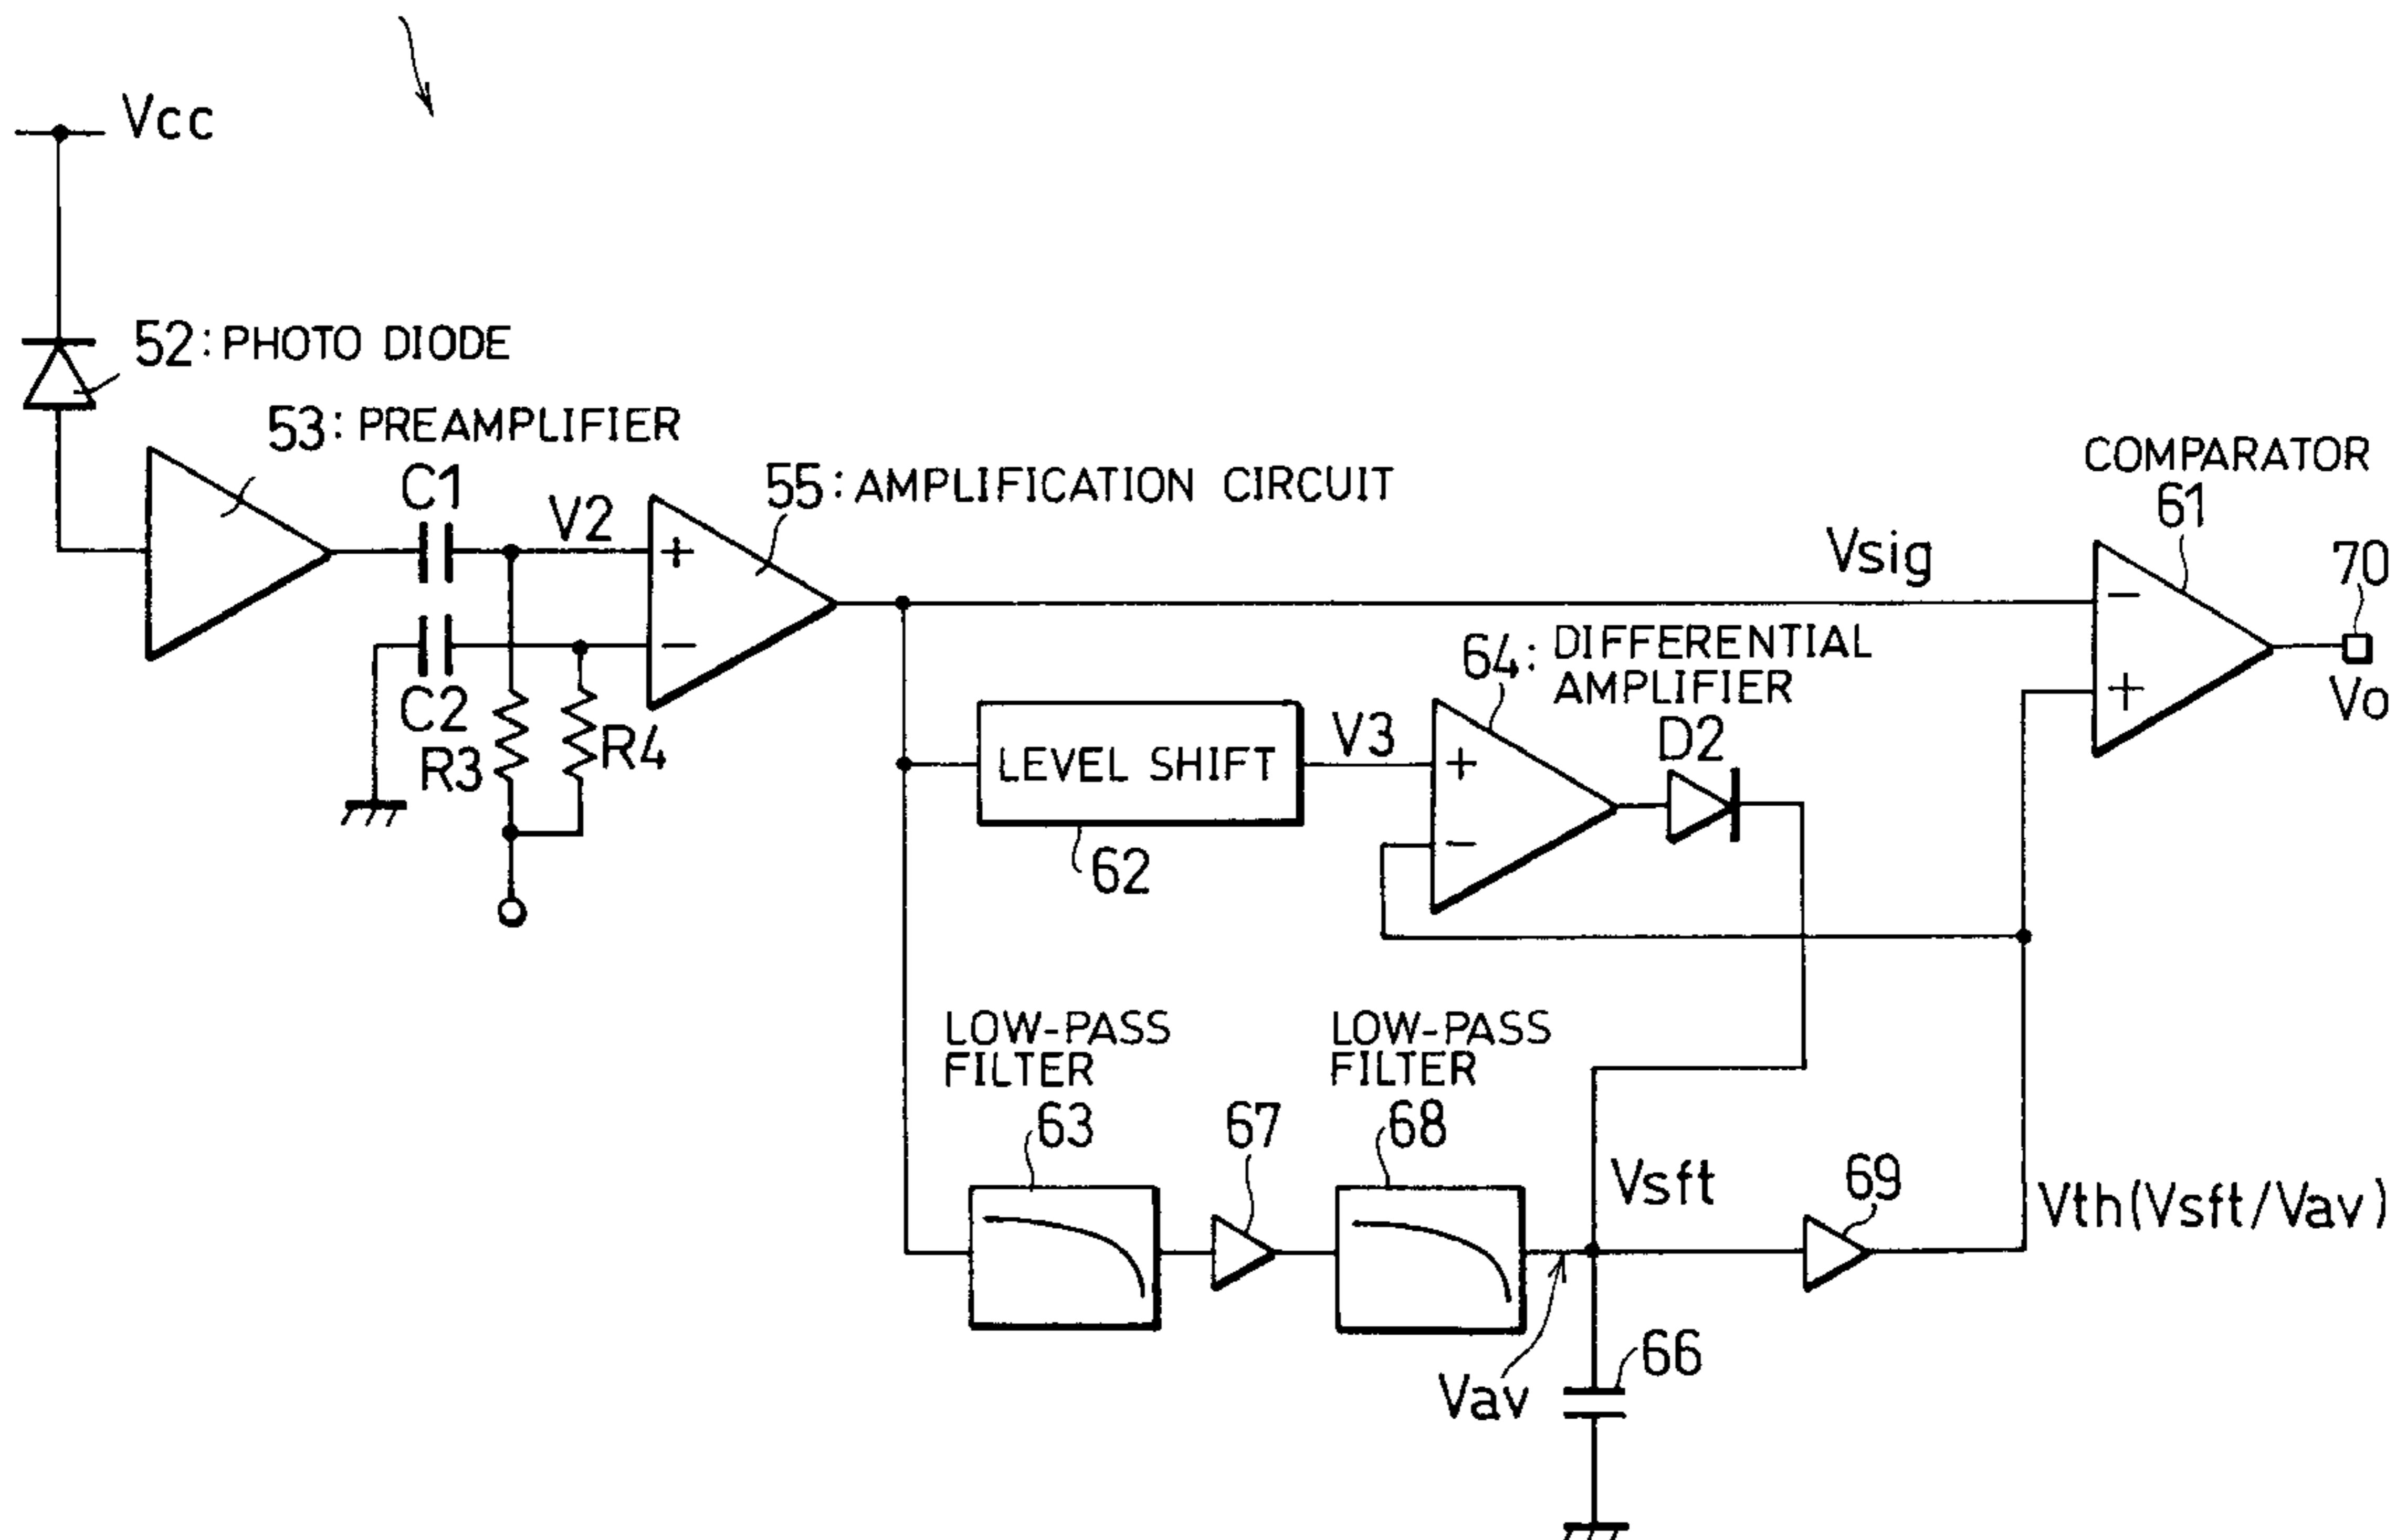 Vcc
52: PHOTO DIODE
53: PREAMPLIFIER
C1
V2
55: AMPLIFICATION CIRCUIT
COMPARATOR
61
Vsig
70
+
-
-
+
Vo
C2
R3
R4
64: DIFFERENTIAL
AMPLIFIER
D2
LEVEL SHIFT
V3
+
-
62
LOW-PASS
FILTER
63
67
LOW-PASS
FILTER
68
Vsft
69
Vth(Vsft/Vav)
Vav
66